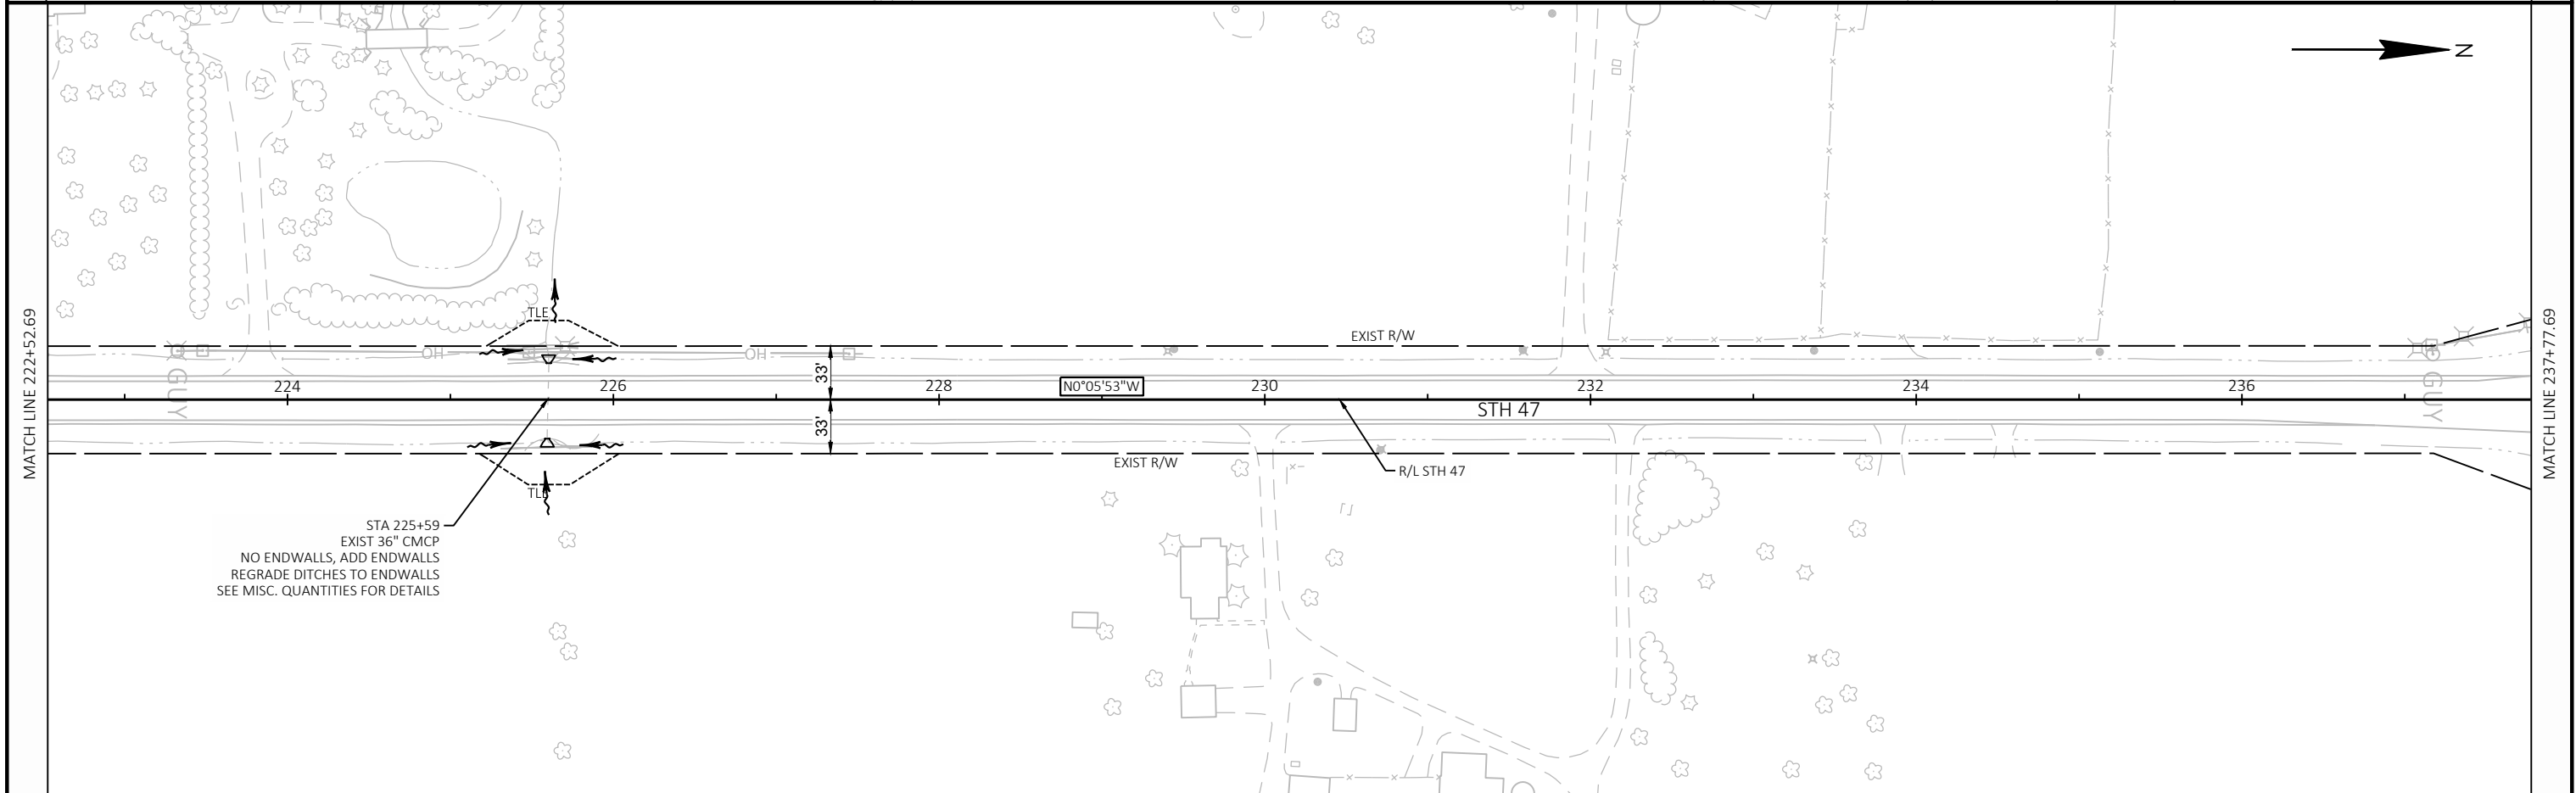 N
MATCH LINE 222+52.69
MATCH LINE 237+77.69
TLE
EXIST R/W
OH
OH
GUY
GUY
33'
224
226
228
N0°05'53"W
230
232
234
236
STH 47
33'
EXIST R/W
R/L STH 47
TLE
STA 225+59
EXIST 36" CMCP
NO ENDWALLS, ADD ENDWALLS
REGRADE DITCHES TO ENDWALLS
SEE MISC. QUANTITIES FOR DETAILS